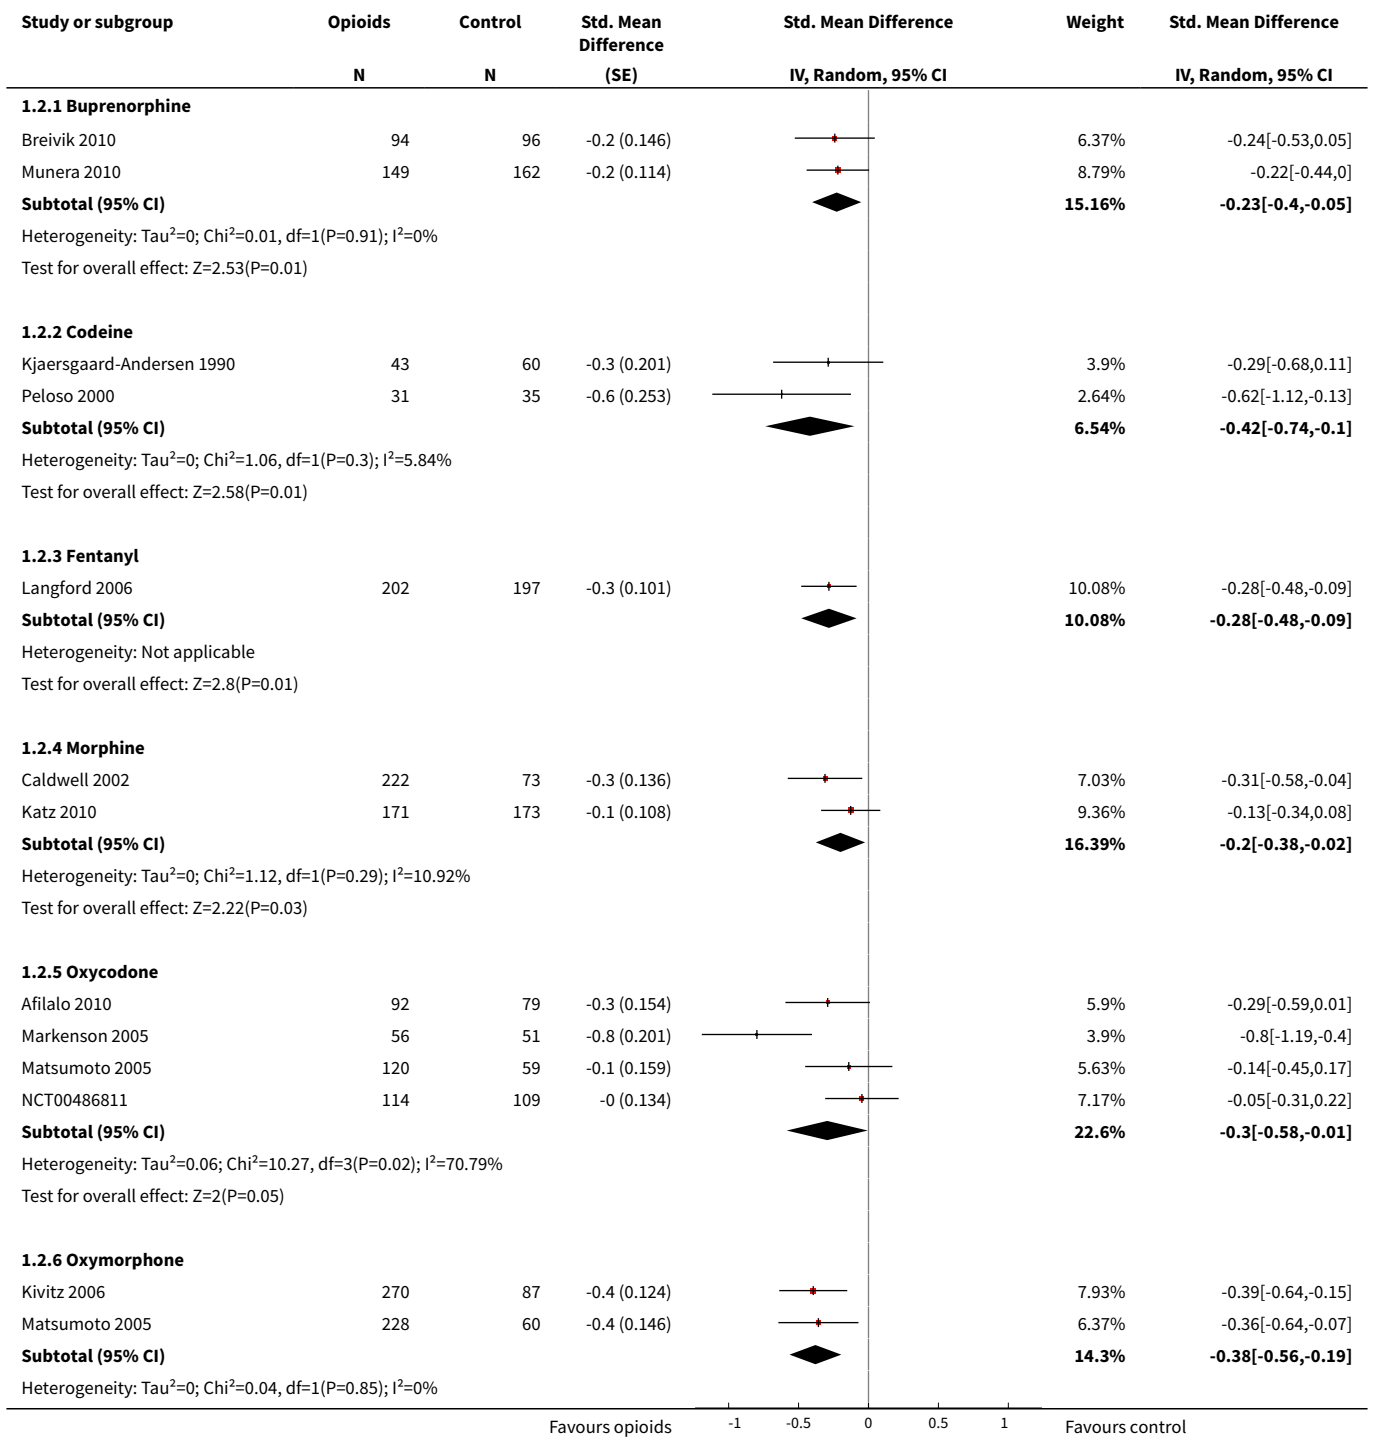 Study or subgroup Opioids Control Std. Mean Difference Std. Mean Difference Weight Std. Mean Difference
N N (SE) IV, Random, 95% CI IV, Random, 95% CI
1.2.1 Buprenorphine
Breivik 2010 94 96 -0.2 (0.146) 6.37% -0.24[-0.53,0.05]
Munera 2010 149 162 -0.2 (0.114) 8.79% -0.22[-0.44,0]
Subtotal (95% CI) 15.16% -0.23[-0.4,-0.05]
Heterogeneity: Tau²=0; Chi²=0.01, df=1(P=0.91); I²=0%
Test for overall effect: Z=2.53(P=0.01)
1.2.2 Codeine
Kjaersgaard-Andersen 1990 43 60 -0.3 (0.201) 3.9% -0.29[-0.68,0.11]
Peloso 2000 31 35 -0.6 (0.253) 2.64% -0.62[-1.12,-0.13]
Subtotal (95% CI) 6.54% -0.42[-0.74,-0.1]
Heterogeneity: Tau²=0; Chi²=1.06, df=1(P=0.3); I²=5.84%
Test for overall effect: Z=2.58(P=0.01)
1.2.3 Fentanyl
Langford 2006 202 197 -0.3 (0.101) 10.08% -0.28[-0.48,-0.09]
Subtotal (95% CI) 10.08% -0.28[-0.48,-0.09]
Heterogeneity: Not applicable
Test for overall effect: Z=2.8(P=0.01)
1.2.4 Morphine
Caldwell 2002 222 73 -0.3 (0.136) 7.03% -0.31[-0.58,-0.04]
Katz 2010 171 173 -0.1 (0.108) 9.36% -0.13[-0.34,0.08]
Subtotal (95% CI) 16.39% -0.2[-0.38,-0.02]
Heterogeneity: Tau²=0; Chi²=1.12, df=1(P=0.29); I²=10.92%
Test for overall effect: Z=2.22(P=0.03)
1.2.5 Oxycodone
Afilalo 2010 92 79 -0.3 (0.154) 5.9% -0.29[-0.59,0.01]
Markenson 2005 56 51 -0.8 (0.201) 3.9% -0.8[-1.19,-0.4]
Matsumoto 2005 120 59 -0.1 (0.159) 5.63% -0.14[-0.45,0.17]
NCT00486811 114 109 -0 (0.134) 7.17% -0.05[-0.31,0.22]
Subtotal (95% CI) 22.6% -0.3[-0.58,-0.01]
Heterogeneity: Tau²=0.06; Chi²=10.27, df=3(P=0.02); I²=70.79%
Test for overall effect: Z=2(P=0.05)
1.2.6 Oxymorphone
Kivitz 2006 270 87 -0.4 (0.124) 7.93% -0.39[-0.64,-0.15]
Matsumoto 2005 228 60 -0.4 (0.146) 6.37% -0.36[-0.64,-0.07]
Subtotal (95% CI) 14.3% -0.38[-0.56,-0.19]
Heterogeneity: Tau²=0; Chi²=0.04, df=1(P=0.85); I²=0%
Favours opioids -1 -0.5 0 0.5 1 Favours control